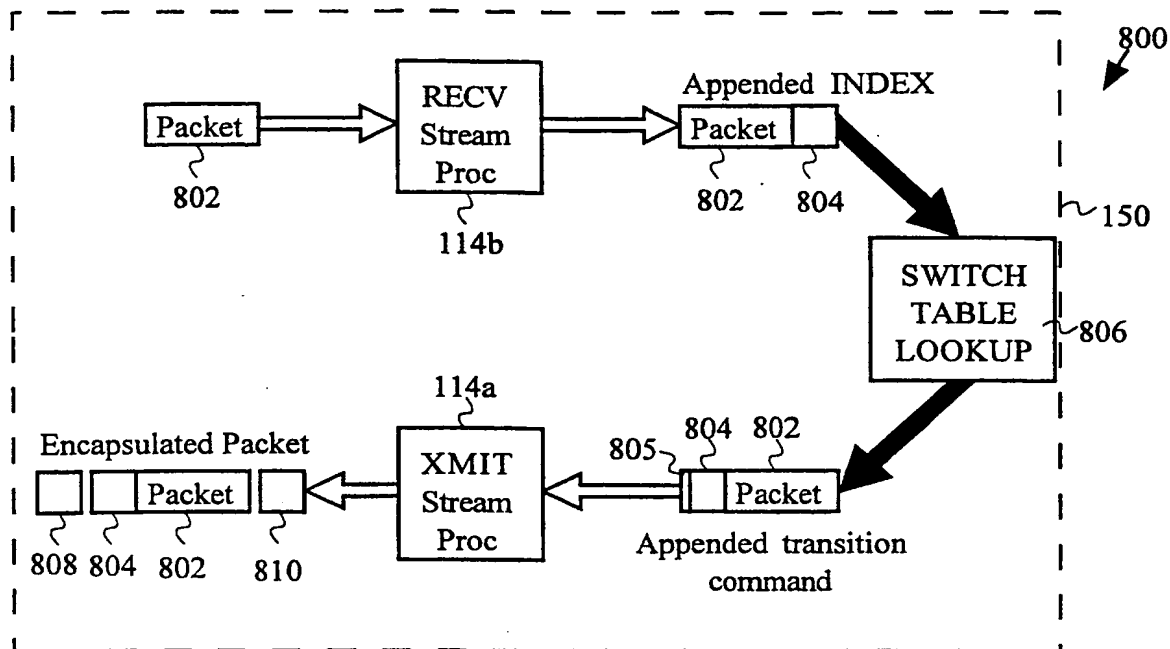 800
Packet
802
RECV
Stream
Proc
114b
Appended INDEX
Packet
802
804
150
SWITCH
TABLE
LOOKUP
806
114a
Encapsulated Packet
Packet
808
804
802
810
XMIT
Stream
Proc
805
804
802
Packet
Appended transition
command